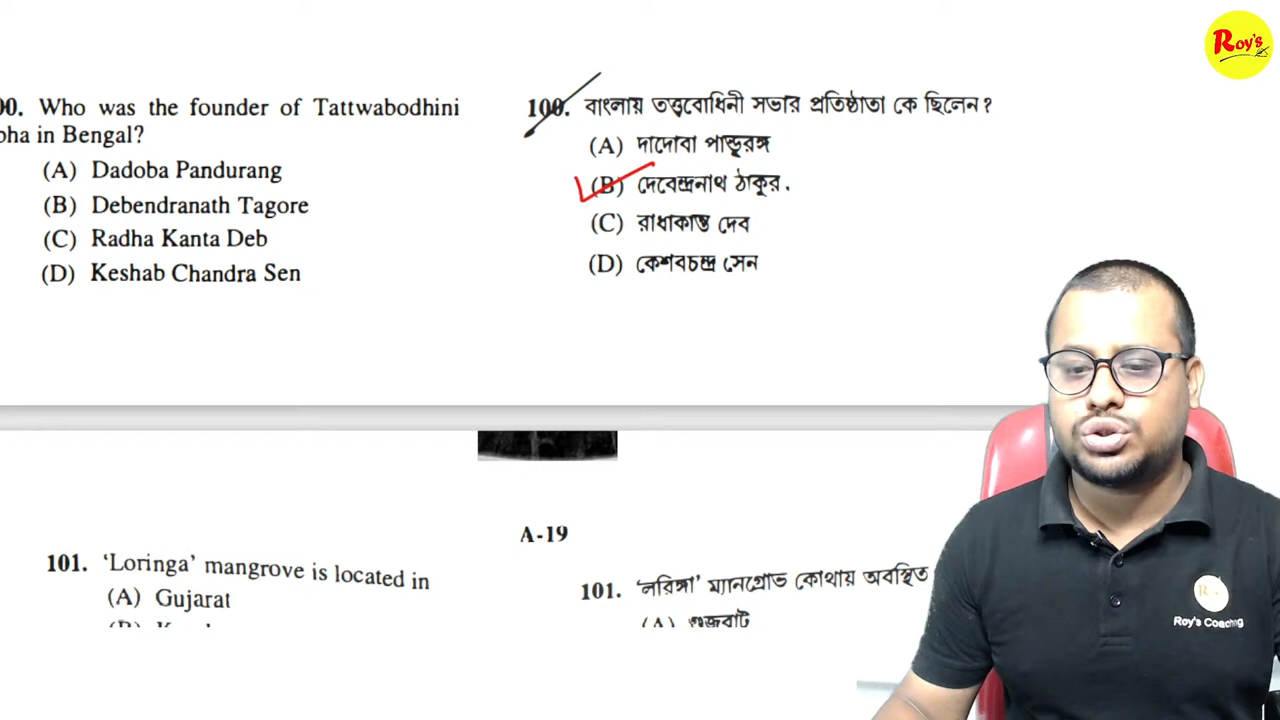 Roy's
00. Who was the founder of Tattwabodhini
bha in Bengal?
(A) Dadoba Pandurang
(B) Debendranath Tagore
(C) Radha Kanta Deb
(D) Keshab Chandra Sen
100. বাংলায় তত্ত্ববোধিনী সভার প্রতিষ্ঠাতা কে ছিলেন?
(A) দাদোবা পান্ডুরঙ্গ
(B) দেবেন্দ্রনাথ ঠাকুর.
(C) রাধাকান্ত দেব
(D) কেশবচন্দ্র সেন
A-19
101. ‘Loringa’ mangrove is located in
(A) Gujarat
101. ‘লরিঙ্গা’ ম্যানগ্রোভ কোথায় অবস্থিত
(A) গুজরাট
Roy's Coaching